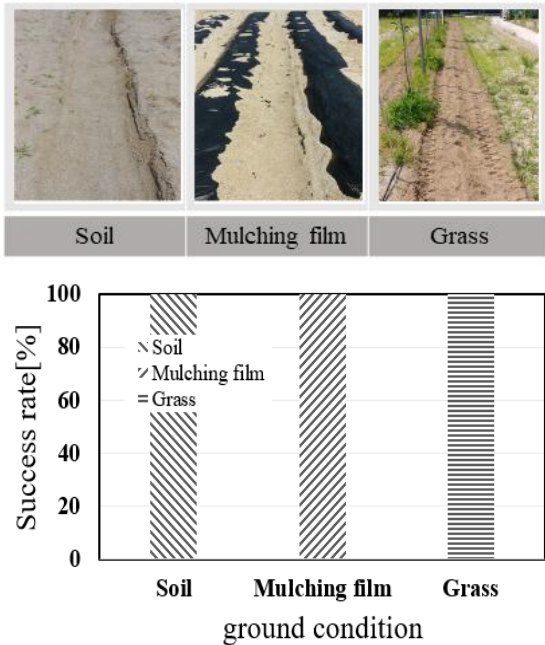 Soil Mulching film Grass
100
80
60
40
20
0
Success rate[%]
Soil
Mulching film
Grass
Soil Mulching film Grass
ground condition